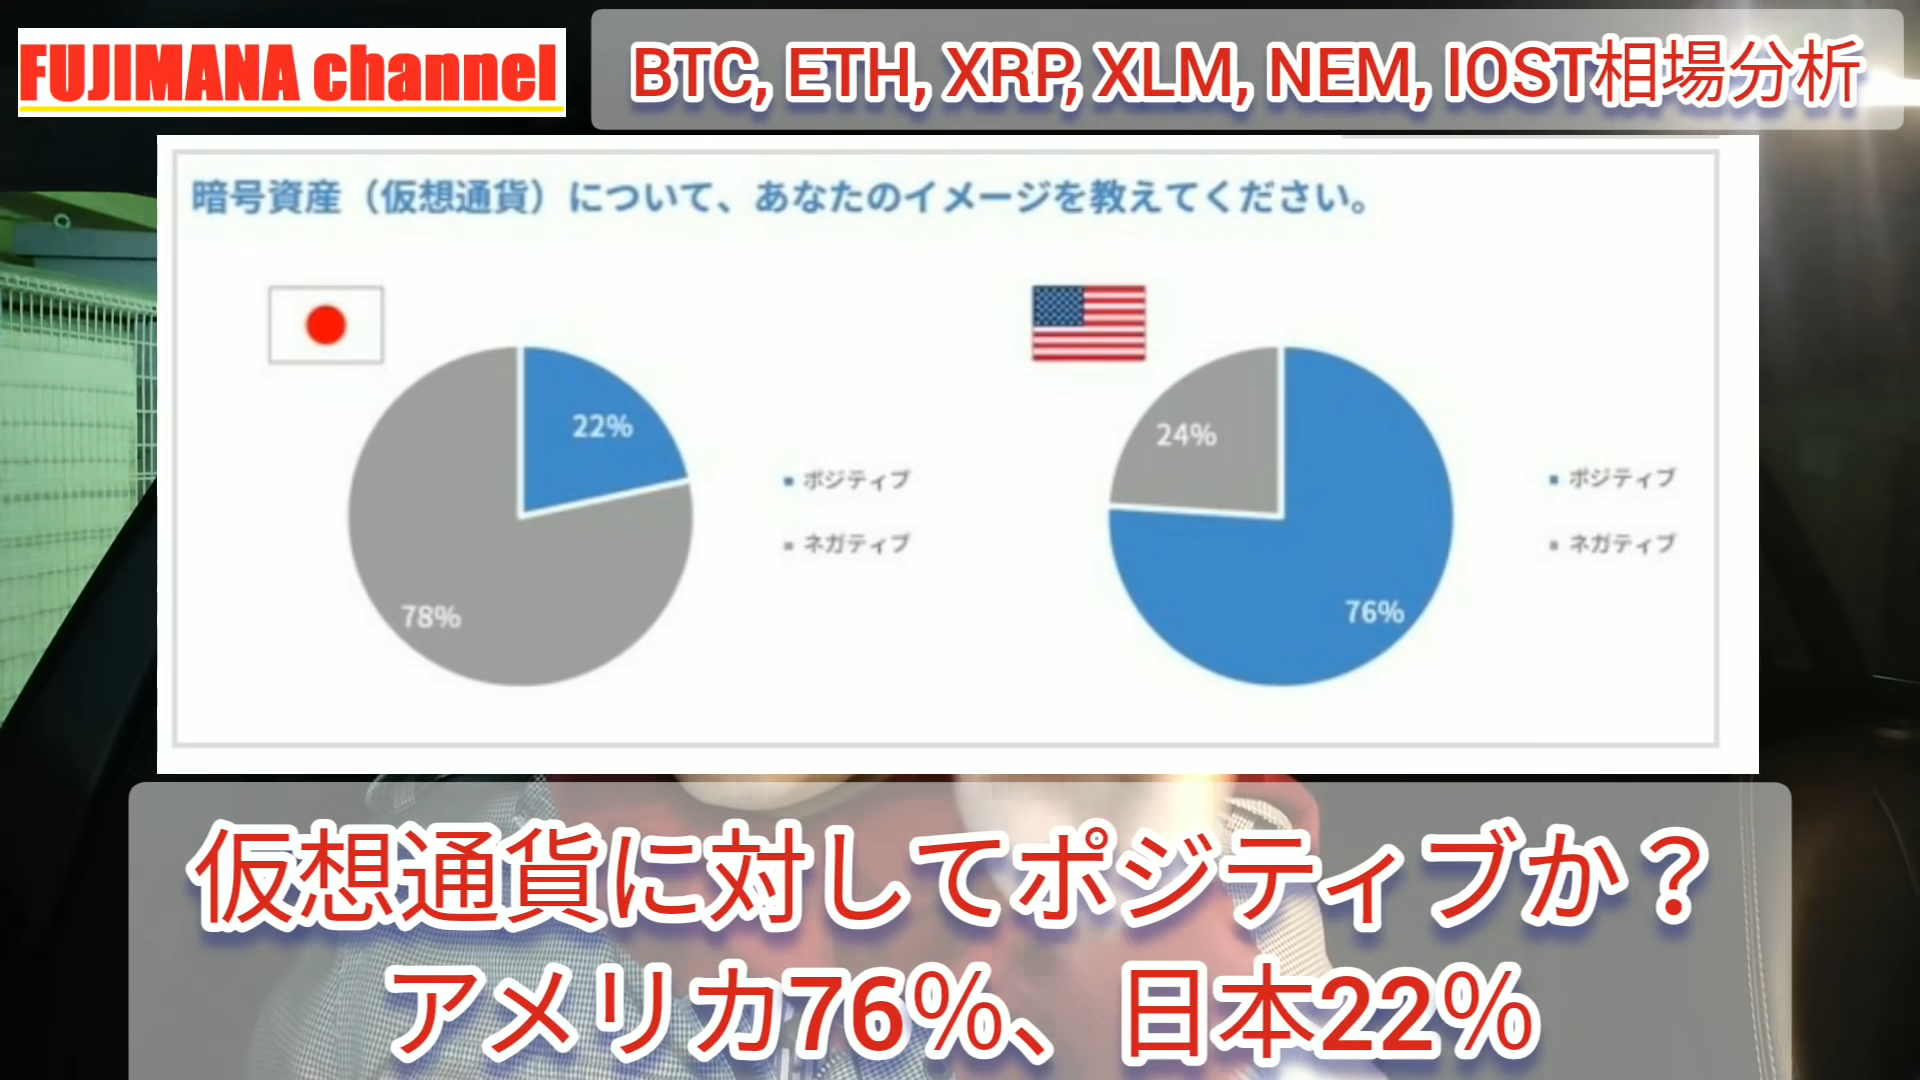 FUJIMANA channel
BTC, ETH, XRP, XLM, NEM, IOST相場分析
暗号資産（仮想通貨）について、あなたのイメージを教えてください。
22%
78%
ポジティブ
ネガティブ
24%
76%
ポジティブ
ネガティブ
仮想通貨に対してポジティブか？
アメリカ76%、日本22%